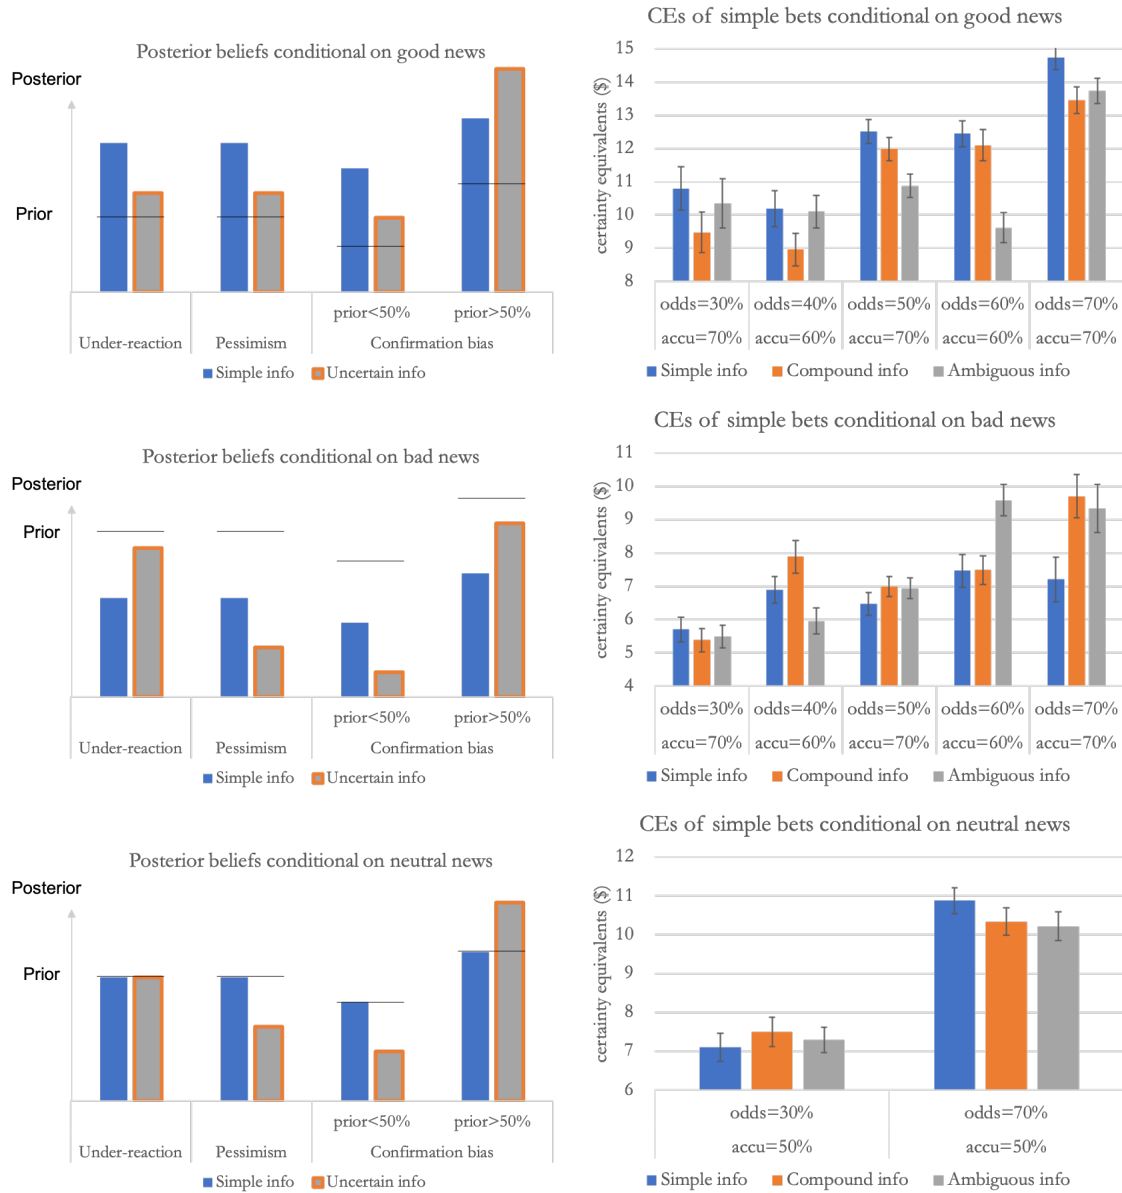 Posterior beliefs conditional on good news
Posterior
Prior
prior<50% prior>50%
Under-reaction Pessimism Confirmation bias
Simple info Uncertain info
CEs of simple bets conditional on good news
certainty equivalents ($)
15
14
13
12
11
10
9
8
odds=30% odds=40% odds=50% odds=60% odds=70%
accu=70% accu=60% accu=70% accu=60% accu=70%
Simple info Compound info Ambiguous info
Posterior beliefs conditional on bad news
Posterior
Prior
prior<50% prior>50%
Under-reaction Pessimism Confirmation bias
Simple info Uncertain info
CEs of simple bets conditional on bad news
certainty equivalents ($)
11
10
9
8
7
6
5
4
odds=30% odds=40% odds=50% odds=60% odds=70%
accu=70% accu=60% accu=70% accu=60% accu=70%
Simple info Compound info Ambiguous info
Posterior beliefs conditional on neutral news
Posterior
Prior
prior<50% prior>50%
Under-reaction Pessimism Confirmation bias
Simple info Uncertain info
CEs of simple bets conditional on neutral news
certainty equivalents ($)
12
11
10
9
8
7
6
odds=30% odds=70%
accu=50% accu=50%
Simple info Compound info Ambiguous info